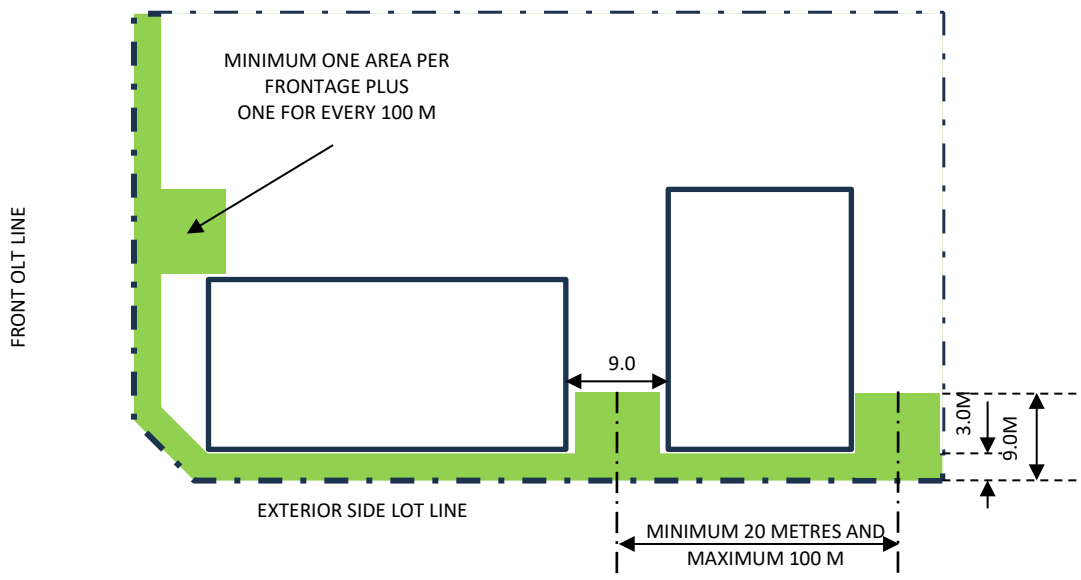 MINIMUM ONE AREA PER
FRONTAGE PLUS
ONE FOR EVERY 100 M
FRONT OLT LINE
9.0
3.0M
9.0M
EXTERIOR SIDE LOT LINE
MINIMUM 20 METRES AND
MAXIMUM 100 M